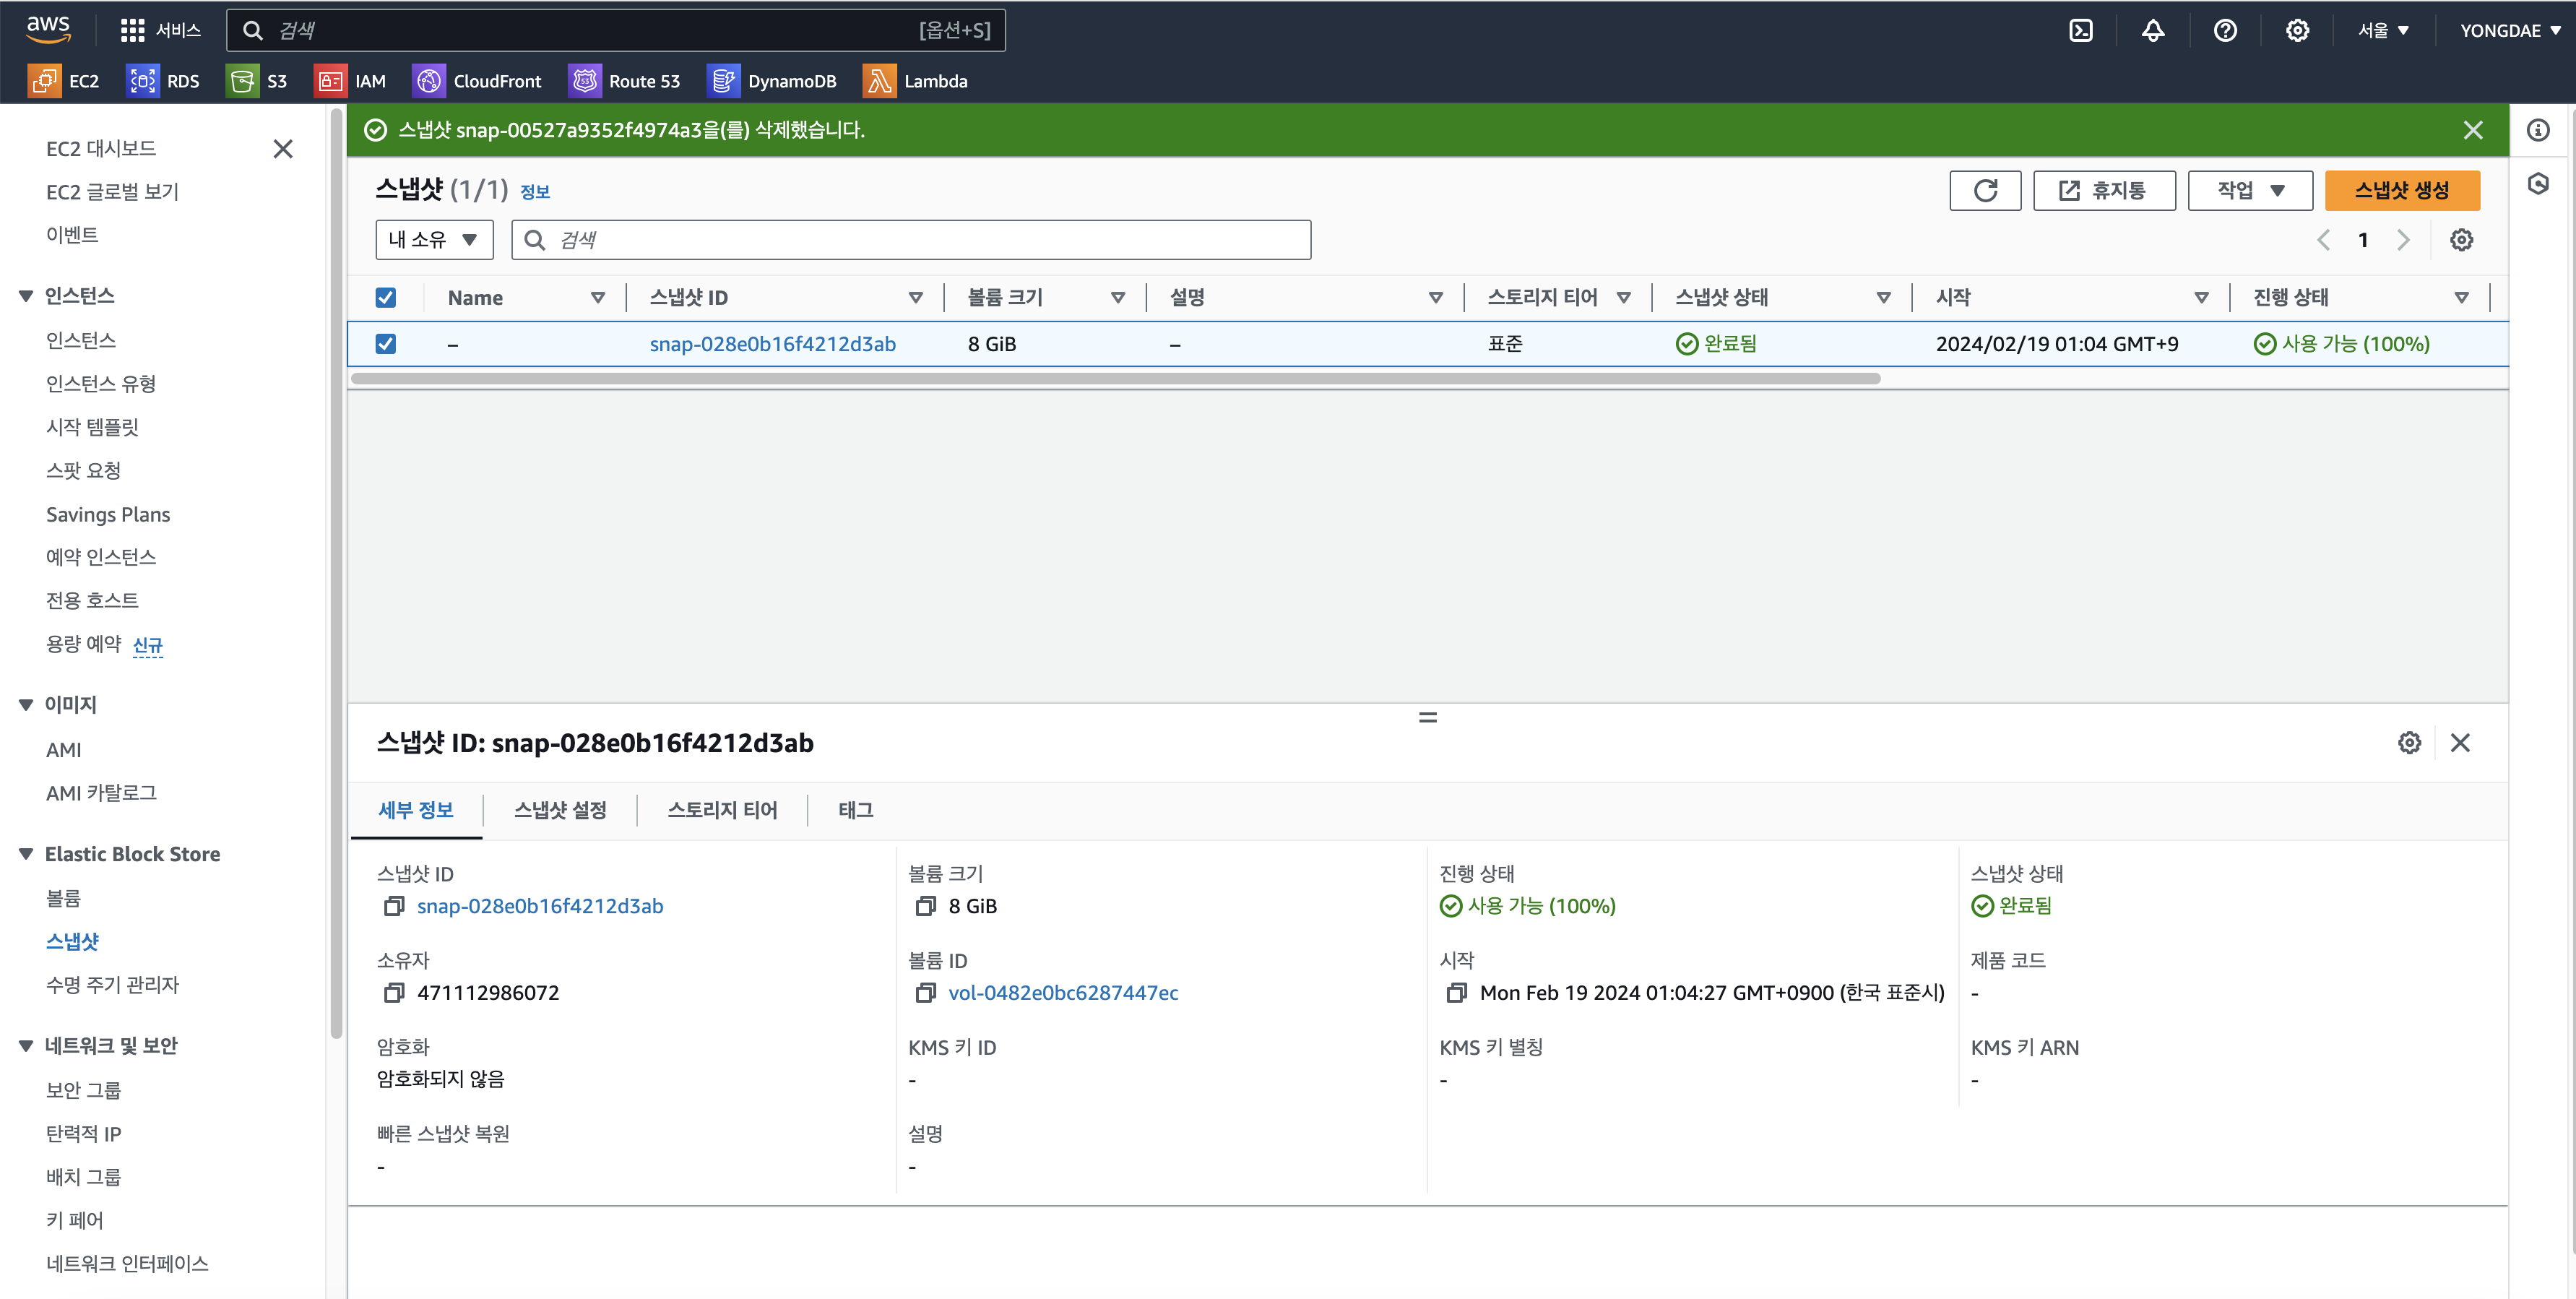 aws
서비스
검색
[옵션+S]
서울
YONGDAE
EC2
RDS
S3
IAM
CloudFront
Route 53
DynamoDB
Lambda
EC2 대시보드
EC2 글로벌 보기
이벤트
인스턴스
인스턴스
인스턴스 유형
시작 템플릿
스팟 요청
Savings Plans
예약 인스턴스
전용 호스트
용량 예약 신규
이미지
AMI
AMI 카탈로그
Elastic Block Store
볼륨
스냅샷
수명 주기 관리자
네트워크 및 보안
보안 그룹
탄력적 IP
배치 그룹
키 페어
네트워크 인터페이스
스냅샷 snap-00527a9352f4974a3을(를) 삭제했습니다.
스냅샷 (1/1) 정보
휴지통
작업
스냅샷 생성
내 소유
검색
1
Name
스냅샷 ID
볼륨 크기
설명
스토리지 티어
스냅샷 상태
시작
진행 상태
–
snap-028e0b16f4212d3ab
8 GiB
–
표준
완료됨
2024/02/19 01:04 GMT+9
사용 가능 (100%)
스냅샷 ID: snap-028e0b16f4212d3ab
세부 정보
스냅샷 설정
스토리지 티어
태그
스냅샷 ID
snap-028e0b16f4212d3ab
볼륨 크기
8 GiB
진행 상태
사용 가능 (100%)
스냅샷 상태
완료됨
소유자
471112986072
볼륨 ID
vol-0482e0bc6287447ec
시작
Mon Feb 19 2024 01:04:27 GMT+0900 (한국 표준시)
제품 코드
-
암호화
암호화되지 않음
KMS 키 ID
-
KMS 키 별칭
-
KMS 키 ARN
-
빠른 스냅샷 복원
-
설명
-